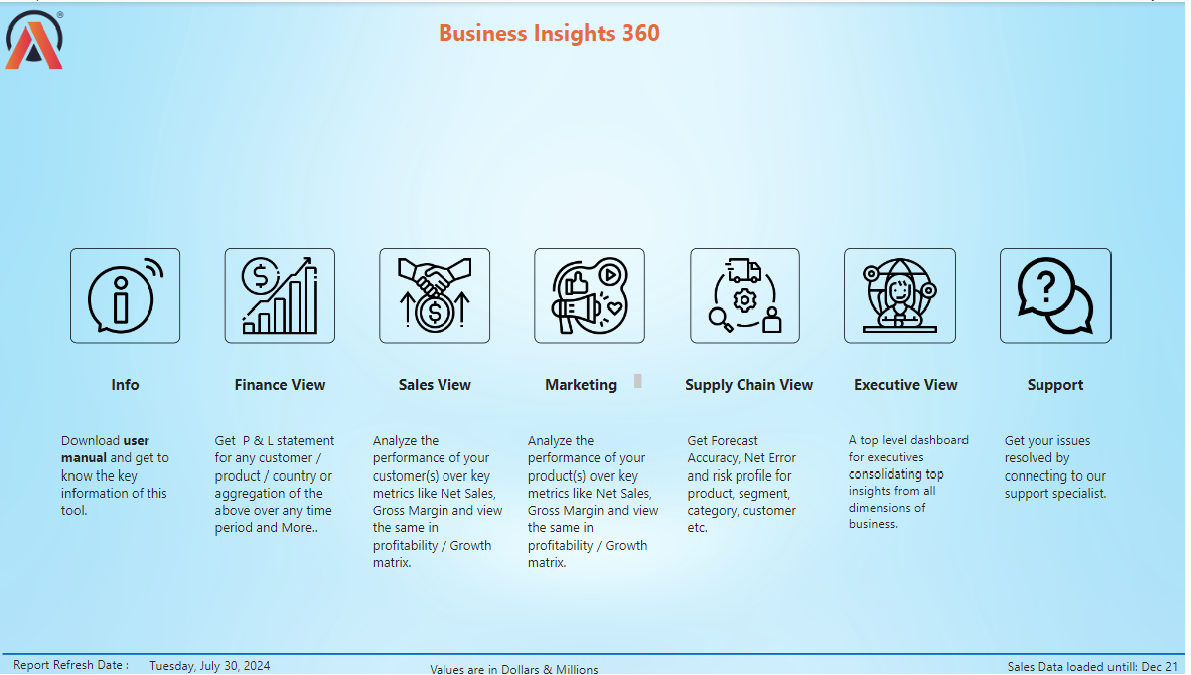 ®
Business Insights 360
Info
Finance View
Sales View
Marketing
Supply Chain View
Executive View
Support
Download user
manual and get to
know the key
information of this
tool.
Get P & L statement
for any customer /
product / country or
aggregation of the
above over any time
period and More..
Analyze the
performance of your
customer(s) over key
metrics like Net Sales,
Gross Margin and view
the same in
profitability / Growth
matrix.
Analyze the
performance of your
product(s) over key
metrics like Net Sales,
Gross Margin and view
the same in
profitability / Growth
matrix.
Get Forecast
Accuracy, Net Error
and risk profile for
product, segment,
category, customer
etc.
A top level dashboard
for executives
consolidating top
insights from all
dimensions of
business.
Get your issues
resolved by
connecting to our
support specialist.
Report Refresh Date : Tuesday, July 30, 2024
Values are in Dollars & Millions
Sales Data loaded untill: Dec 21